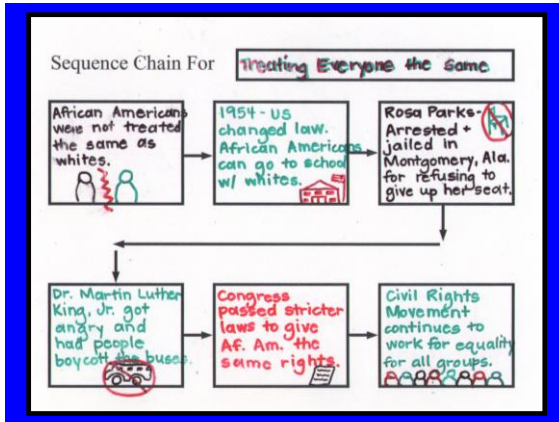 Sequence Chain For
Treating Everyone the Same
African Americans
were not treated
the same as
whites.
1954 - US
changed law.
African Americans
can go to school
w/ whites.
Rosa Parks-
Arrested +
jailed in
Montgomery, Ala.
for refusing to
give up her seat.
Dr. Martin Luther
King, Jr. got
angry and
had people
boycott the buses.
Congress
passed stricter
laws to give
Af. Am. the
same rights.
Civil Rights
Movement
continues to
work for equality
for all groups.